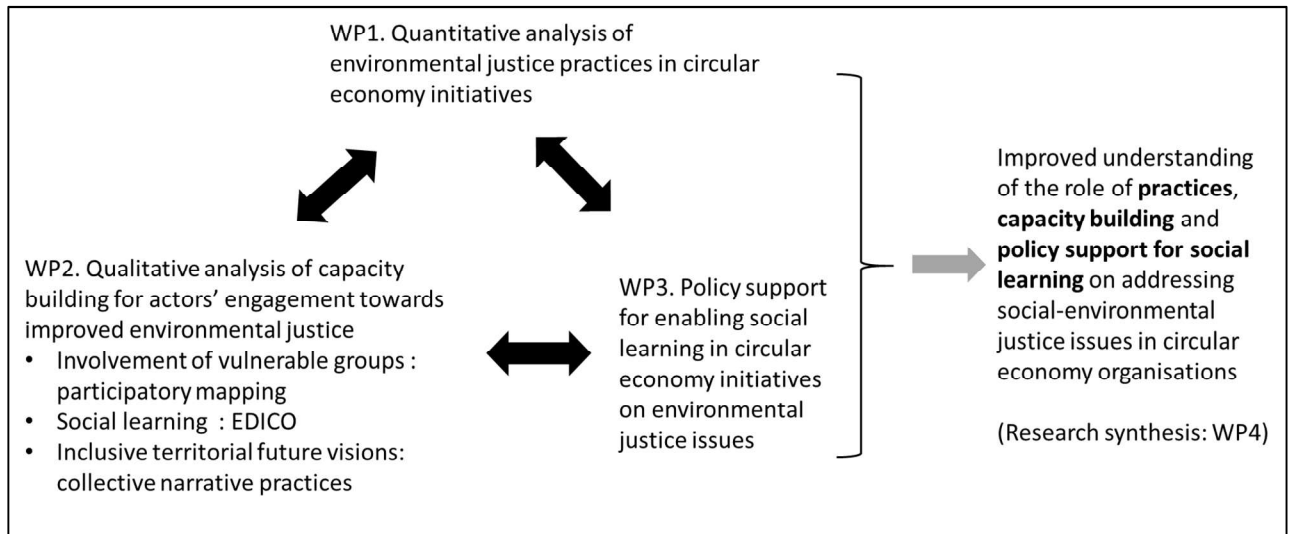 WP1. Quantitative analysis of
environmental justice practices in circular
economy initiatives
WP2. Qualitative analysis of capacity
building for actors’ engagement towards
improved environmental justice
• Involvement of vulnerable groups :
participatory mapping
• Social learning : EDICO
• Inclusive territorial future visions:
collective narrative practices
WP3. Policy support
for enabling social
learning in circular
economy initiatives
on environmental
justice issues
Improved understanding
of the role of practices,
capacity building and
policy support for social
learning on addressing
social-environmental
justice issues in circular
economy organisations
(Research synthesis: WP4)